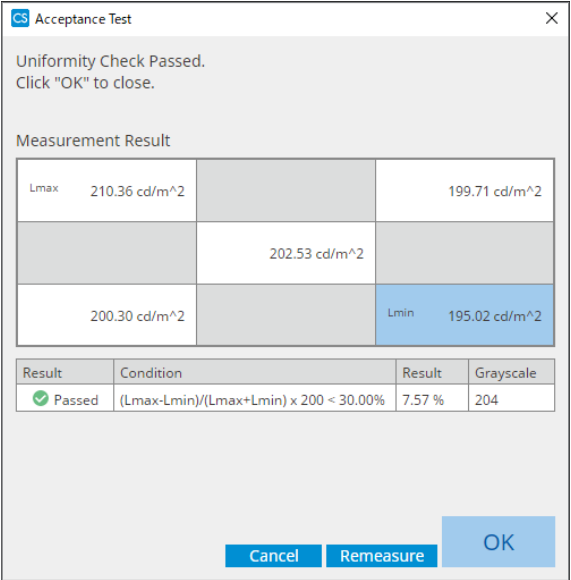 CS Acceptance Test
Uniformity Check Passed.
Click "OK" to close.
Measurement Result
Lmax 210.36 cd/m^2 199.71 cd/m^2
202.53 cd/m^2
200.30 cd/m^2 Lmin 195.02 cd/m^2
Result Condition Result Grayscale
Passed (Lmax-Lmin)/(Lmax+Lmin) x 200 < 30.00% 7.57 % 204
Cancel Remeasure OK